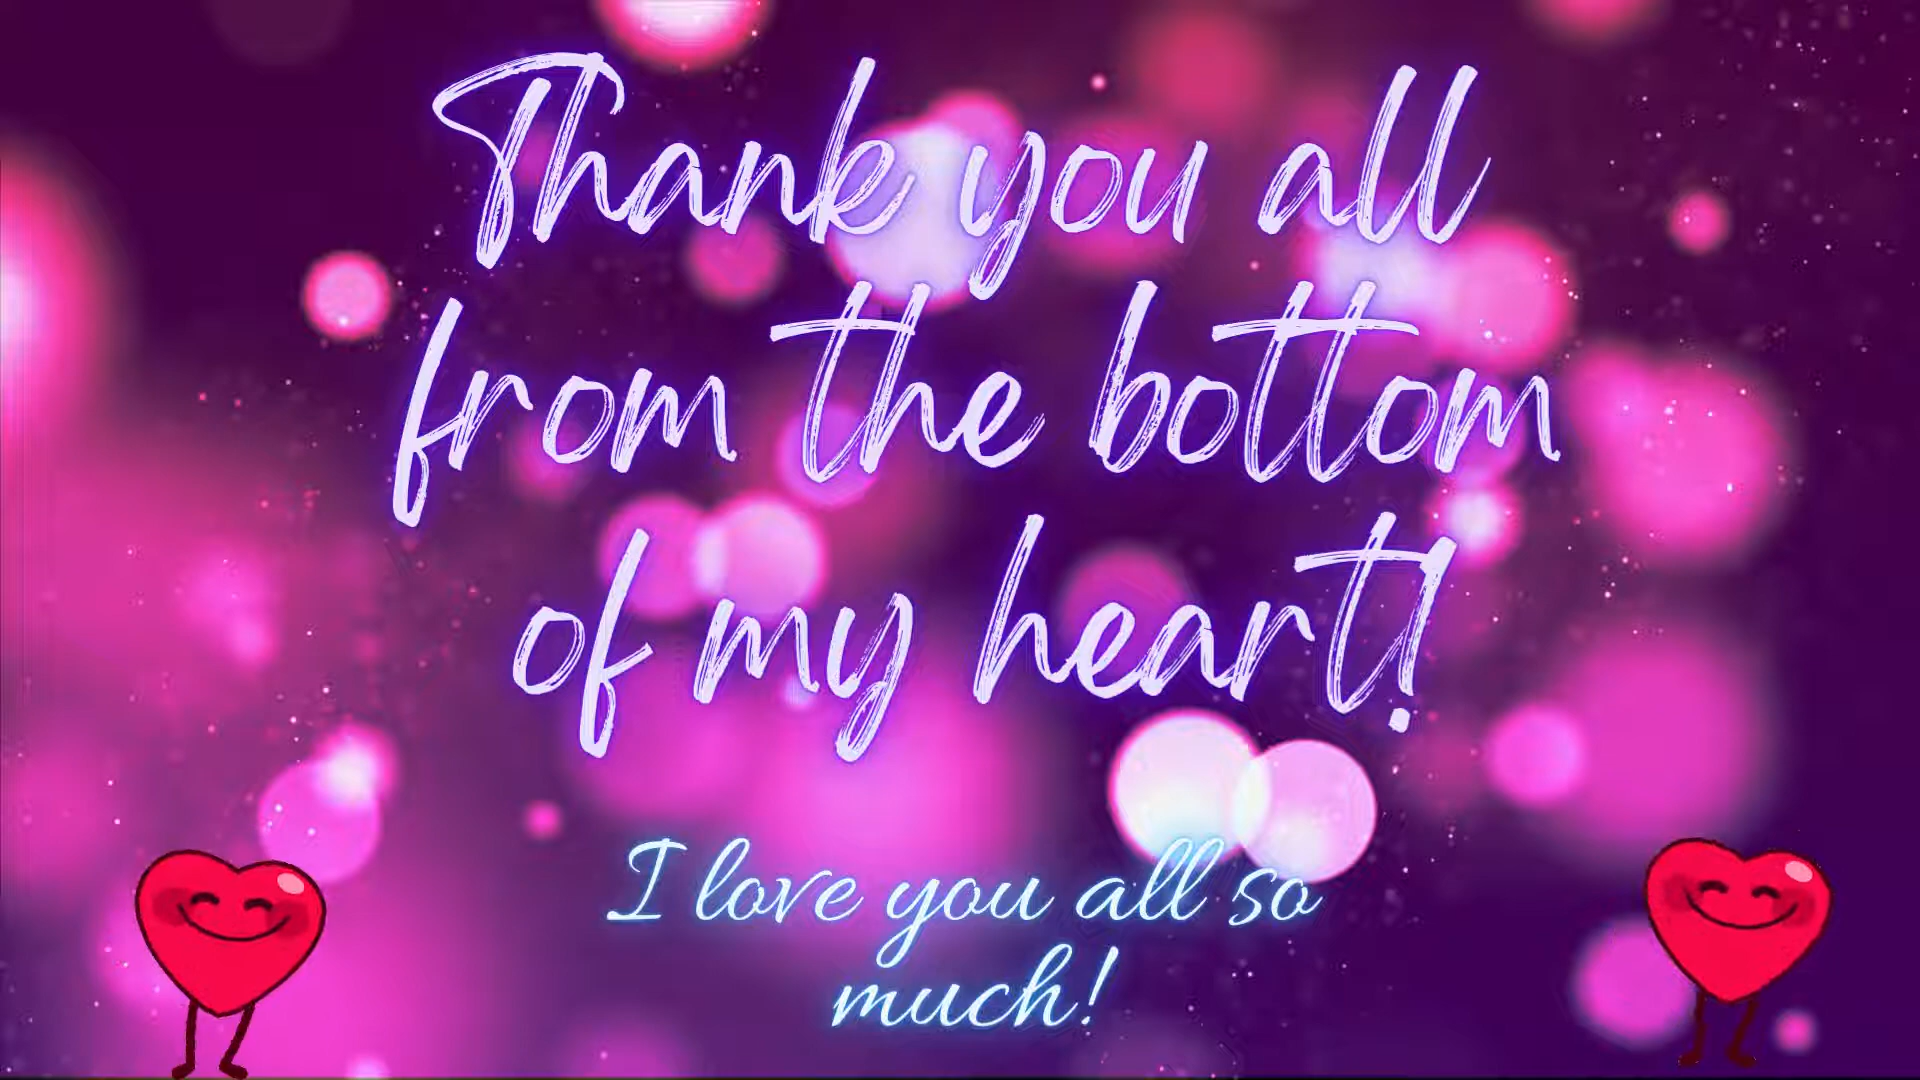 Thank you all
from the bottom
of my heart!
I love you all so
much!